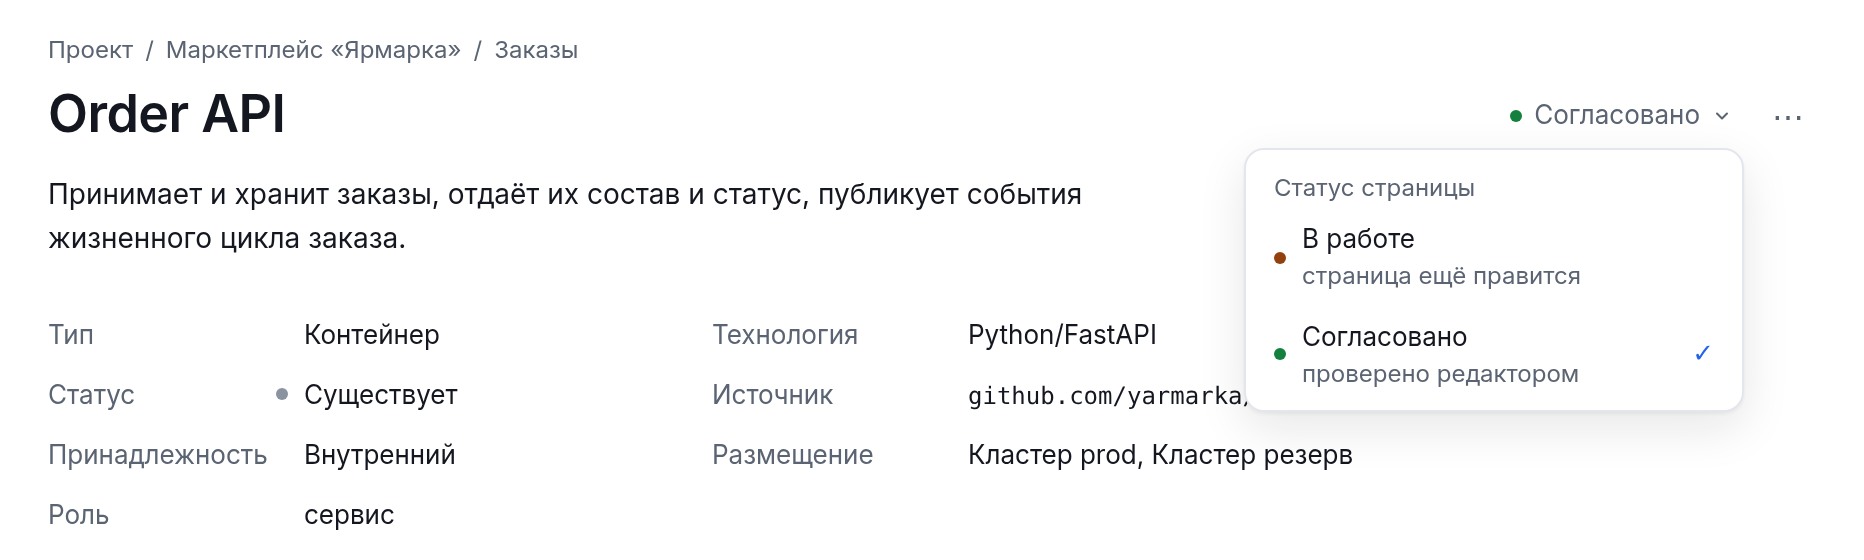 Проект / Маркетплейс «Ярмарка» / Заказы
Order API
Согласовано
Принимает и хранит заказы, отдаёт их состав и статус, публикует события
жизненного цикла заказа.
Статус страницы
В работе
страница ещё правится
Согласовано ✓
проверено редактором
Тип Контейнер Технология Python/FastAPI
Статус Существует Источник github.com/yarmarka/
Принадлежность Внутренний Размещение Кластер prod, Кластер резерв
Роль сервис